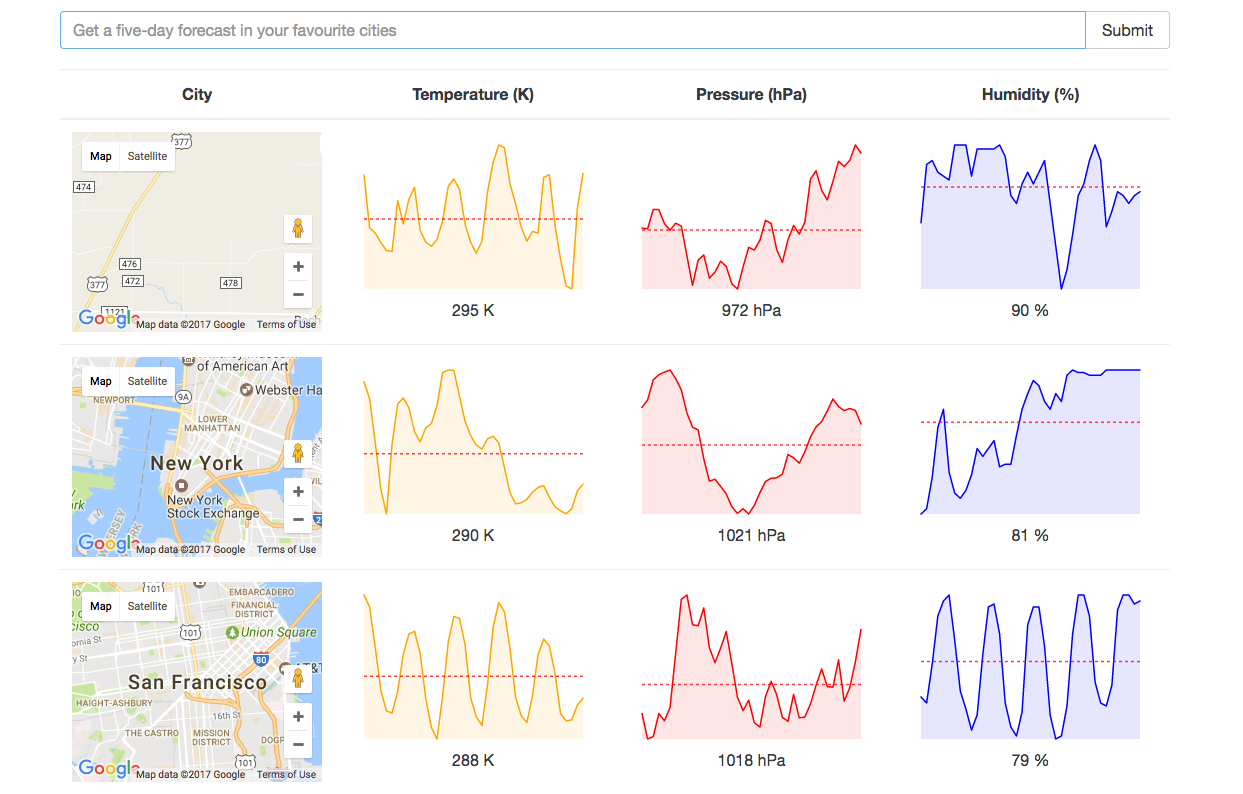 Get a five-day forecast in your favourite cities
Submit
City Temperature (K) Pressure (hPa) Humidity (%)
377
Map Satellite
474
476
472
478
377
1121
Google
Map data ©2017 Google Terms of Use
295 K 972 hPa 90 %
of American Art
Map Satellite
Webster Ha
9A
NEWPORT
LOWER
MANHATTAN
New York
New York
Stock Exchange
Google
Map data ©2017 Google Terms of Use
290 K 1021 hPa 81 %
101
EMBARCADERO
Map Satellite
FINANCIAL
DISTRICT
cisco
101
Union Square
80
AT&T
San Francisco
HAIGHT-ASHBURY
16th St
THE CASTRO
MISSION
DISTRICT
DOGP
101
Google
Map data ©2017 Google Terms of Use
288 K 1018 hPa 79 %